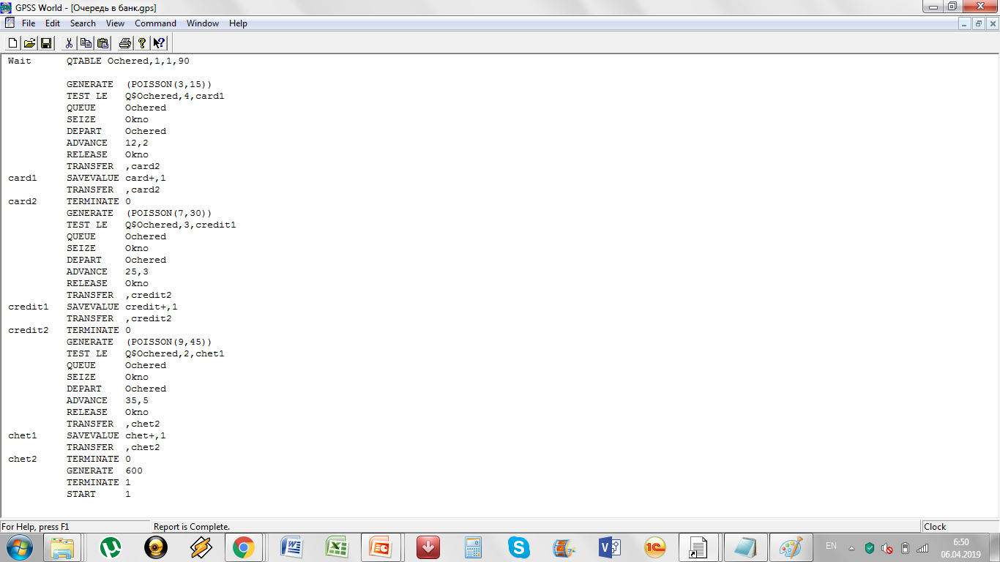 GPSS World - [Очередь в банк.gps]
File Edit Search View Command Window Help
Wait QTABLE Ochered,1,1,90
GENERATE (POISSON(3,15))
TEST LE Q$Ochered,4,card1
QUEUE Ochered
SEIZE Okno
DEPART Ochered
ADVANCE 12,2
RELEASE Okno
TRANSFER ,card2
card1 SAVEVALUE card+,1
TRANSFER ,card2
card2 TERMINATE 0
GENERATE (POISSON(7,30))
TEST LE Q$Ochered,3,credit1
QUEUE Ochered
SEIZE Okno
DEPART Ochered
ADVANCE 25,3
RELEASE Okno
TRANSFER ,credit2
credit1 SAVEVALUE credit+,1
TRANSFER ,credit2
credit2 TERMINATE 0
GENERATE (POISSON(9,45))
TEST LE Q$Ochered,2,chet1
QUEUE Ochered
SEIZE Okno
DEPART Ochered
ADVANCE 35,5
RELEASE Okno
TRANSFER ,chet2
chet1 SAVEVALUE chet+,1
TRANSFER ,chet2
chet2 TERMINATE 0
GENERATE 600
TERMINATE 1
START 1
For Help, press F1 Report is Complete. Clock
EN 6:50
06.04.2019